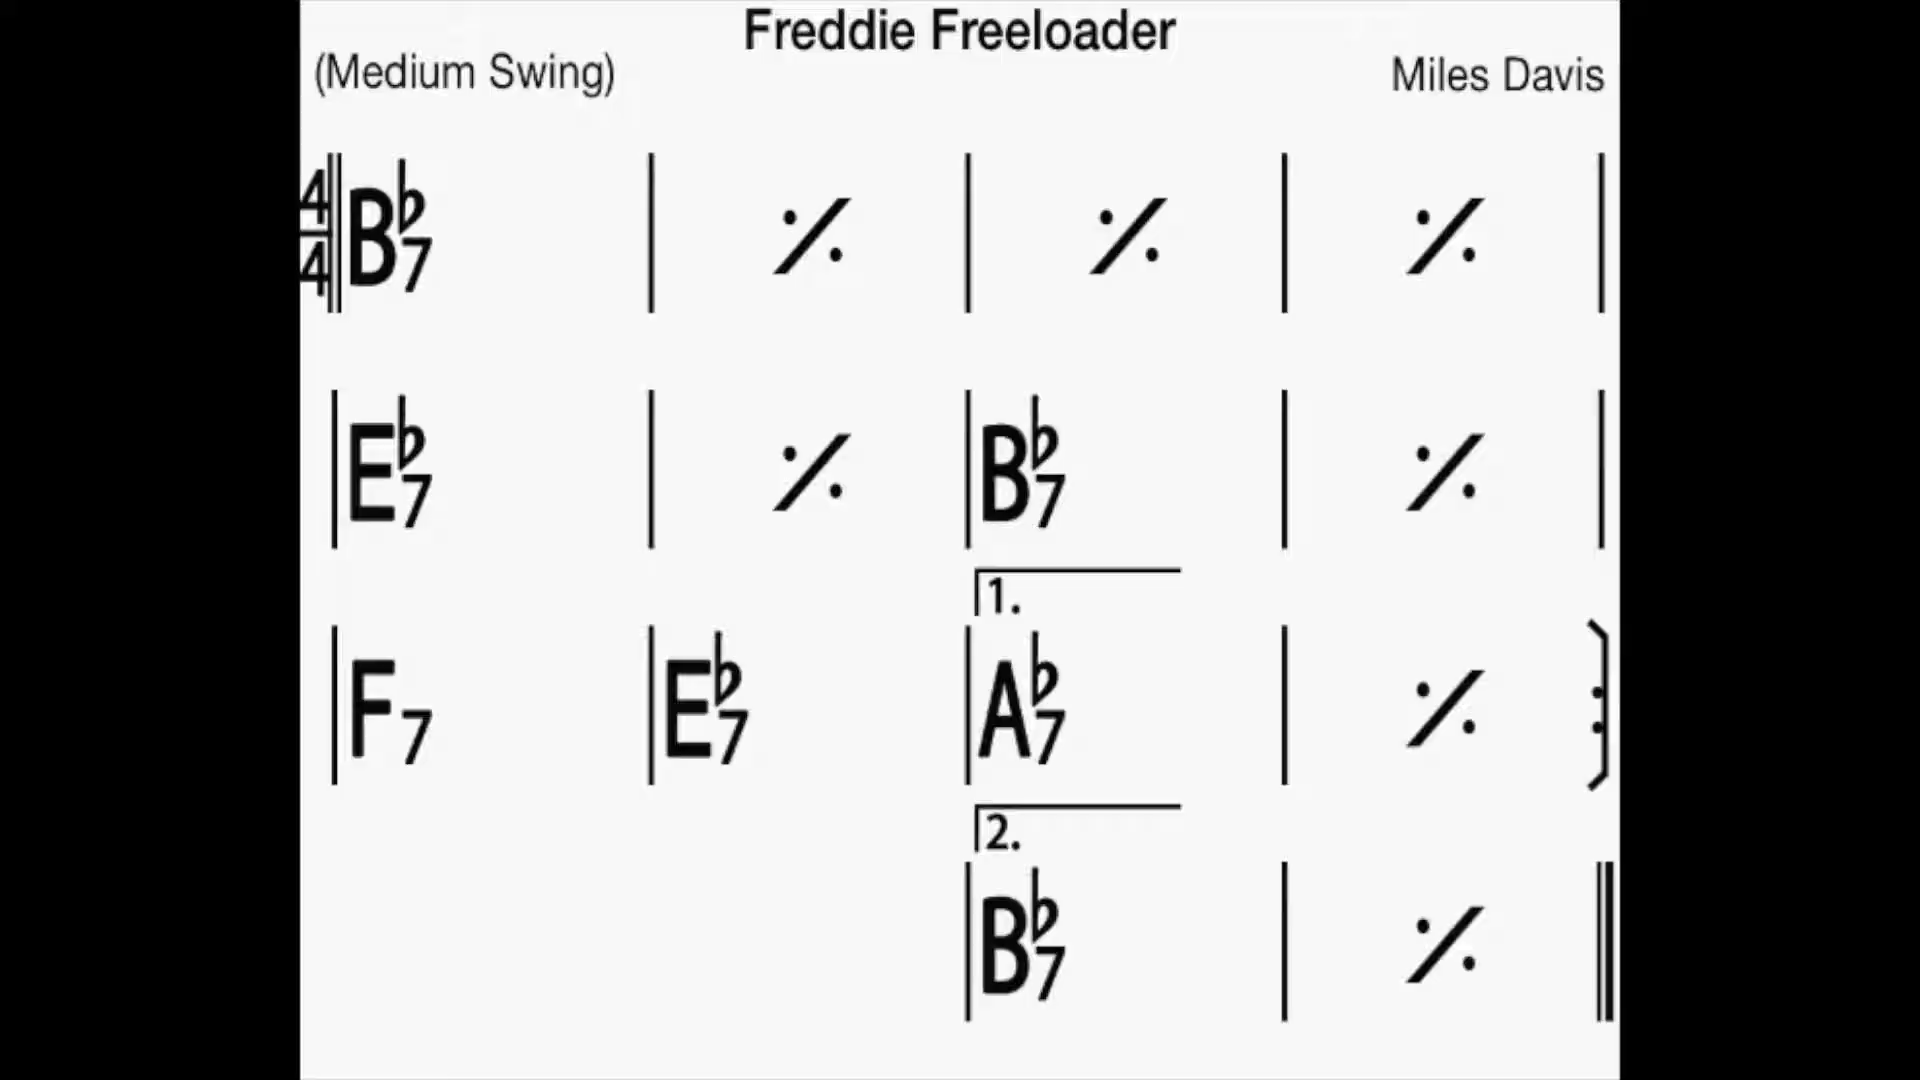 Freddie Freeloader
(Medium Swing) Miles Davis
4/4 B♭7 | 𝄎 | 𝄎 | 𝄎
E♭7 | 𝄎 | B♭7 | 𝄎
1.
F7 | E♭7 | A♭7 | 𝄎
2.
B♭7 | 𝄎